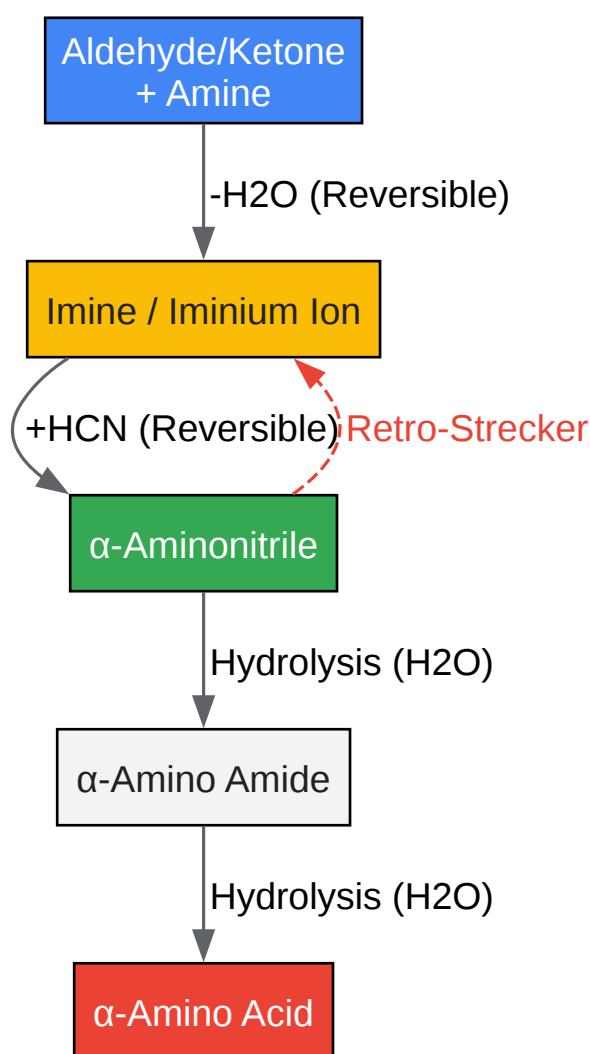 Aldehyde/Ketone
+ Amine
-H2O (Reversible)
Imine / Iminium Ion
+HCN (Reversible)
Retro-Strecker
α-Aminonitrile
Hydrolysis (H2O)
α-Amino Amide
Hydrolysis (H2O)
α-Amino Acid